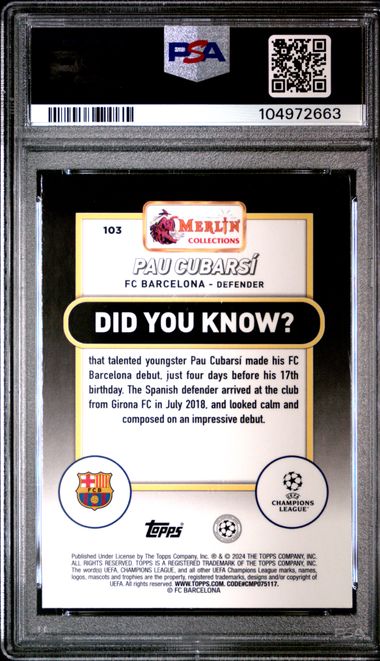 PSA
104972663
103
MERLIN
COLLECTIONS
PAU CUBARSÍ
FC BARCELONA - DEFENDER
DID YOU KNOW?
that talented youngster Pau Cubarsí made his FC
Barcelona debut, just four days before his 17th
birthday. The Spanish defender arrived at the club
from Girona FC in July 2018, and looked calm and
composed on an impressive debut.
FCB
UEFA
CHAMPIONS
LEAGUE
Topps
Published Under License by The Topps Company, Inc. ® & © 2024 THE TOPPS COMPANY, INC.
ALL RIGHTS RESERVED. TOPPS IS A REGISTERED TRADEMARK OF THE TOPPS COMPANY, INC.
The word(s) UEFA, CHAMPIONS LEAGUE, and all other UEFA Champions League marks, names,
logos, mascots and trophies are the property, registered trademarks, designs and/or copyright of
UEFA. All rights reserved. WWW.TOPPS.COM. CODE#CMP075117.
© FC BARCELONA
PSA